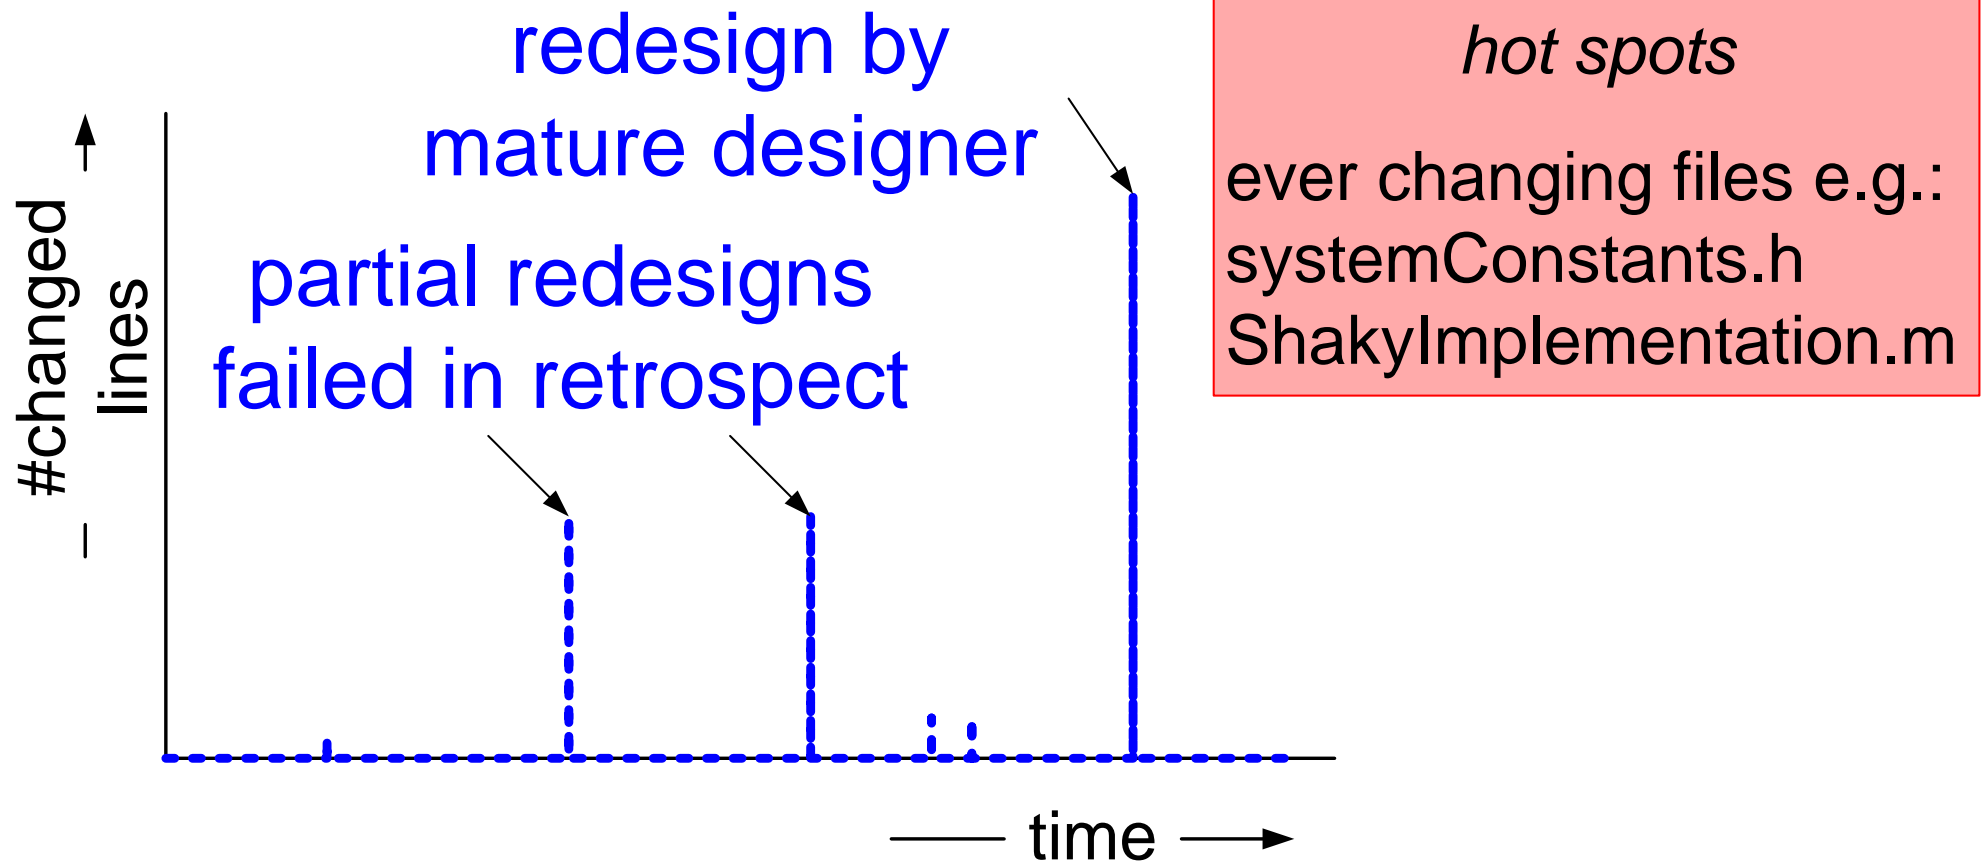 redesign by
mature designer
partial redesigns
failed in retrospect
#changed
lines
time
hot spots
ever changing files e.g.:
systemConstants.h
ShakyImplementation.m